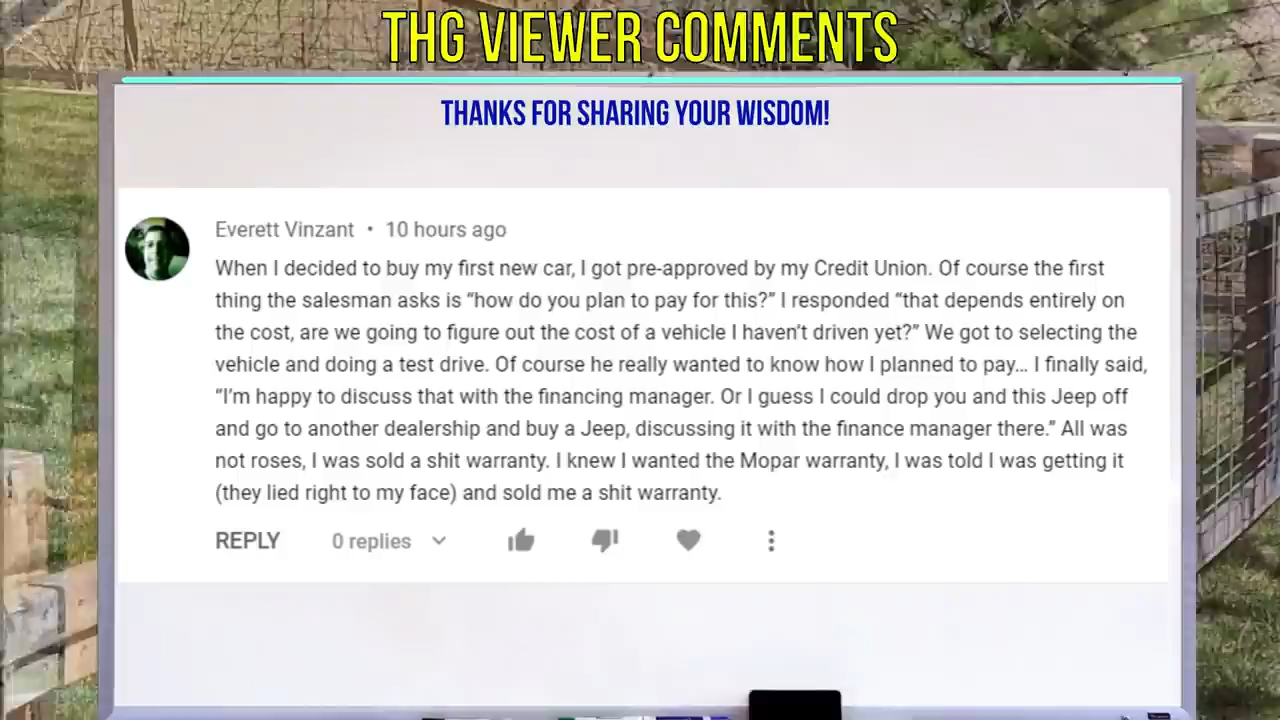 THG VIEWER COMMENTS
THANKS FOR SHARING YOUR WISDOM!
Everett Vinzant • 10 hours ago
When I decided to buy my first new car, I got pre-approved by my Credit Union. Of course the first
thing the salesman asks is “how do you plan to pay for this?” I responded “that depends entirely on
the cost, are we going to figure out the cost of a vehicle I haven’t driven yet?” We got to selecting the
vehicle and doing a test drive. Of course he really wanted to know how I planned to pay… I finally said,
“I’m happy to discuss that with the financing manager. Or I guess I could drop you and this Jeep off
and go to another dealership and buy a Jeep, discussing it with the finance manager there.” All was
not roses, I was sold a shit warranty. I knew I wanted the Mopar warranty, I was told I was getting it
(they lied right to my face) and sold me a shit warranty.
REPLY 0 replies